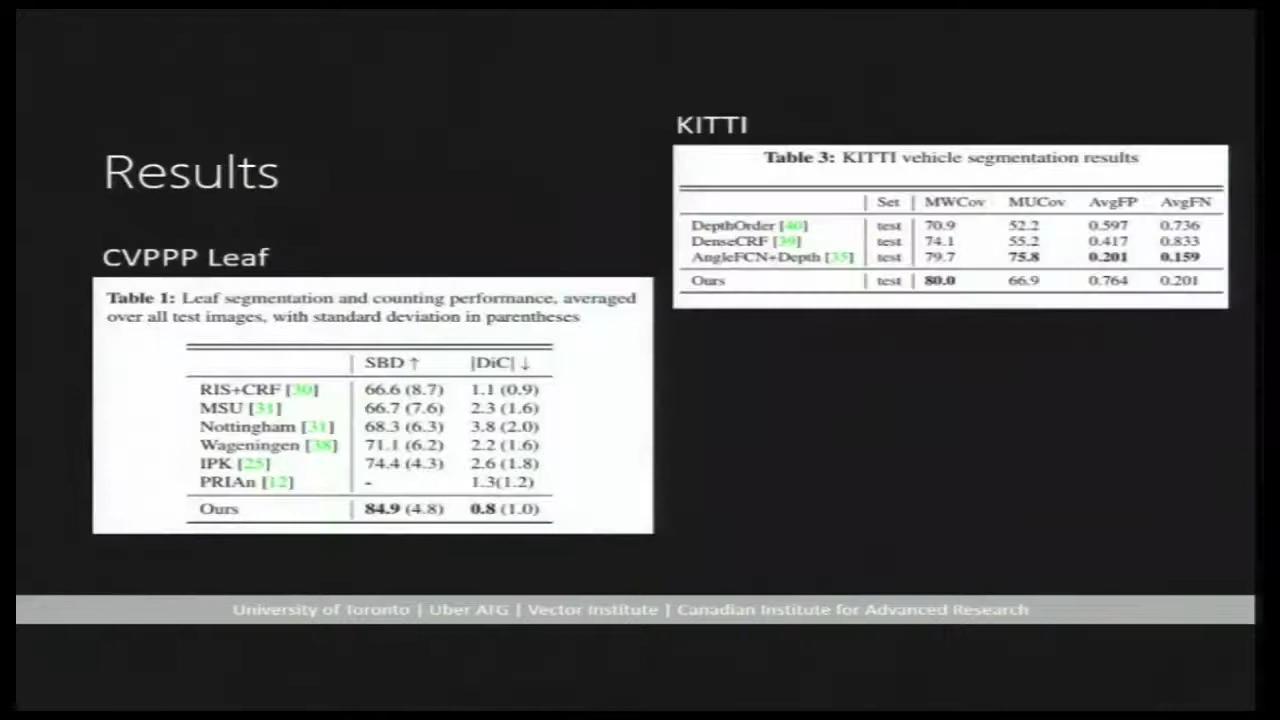 Results
CVPPP Leaf
Table 1: Leaf segmentation and counting performance, averaged
over all test images, with standard deviation in parentheses
SBD ↑ |DiC| ↓
RIS+CRF [30] 66.6 (8.7) 1.1 (0.9)
MSU [31] 66.7 (7.6) 2.3 (1.6)
Nottingham [31] 68.3 (6.3) 3.8 (2.0)
Wageningen [38] 71.1 (6.2) 2.2 (1.6)
IPK [25] 74.4 (4.3) 2.6 (1.8)
PRIAn [12] - 1.3(1.2)
Ours 84.9 (4.8) 0.8 (1.0)
KITTI
Table 3: KITTI vehicle segmentation results
Set MWCov MUCov AvgFP AvgFN
DepthOrder [40] test 70.9 52.2 0.597 0.736
DenseCRF [39] test 74.1 55.2 0.417 0.833
AngleFCN+Depth [35] test 79.7 75.8 0.201 0.159
Ours test 80.0 66.9 0.764 0.201
University of Toronto | Uber ATG | Vector Institute | Canadian Institute for Advanced Research